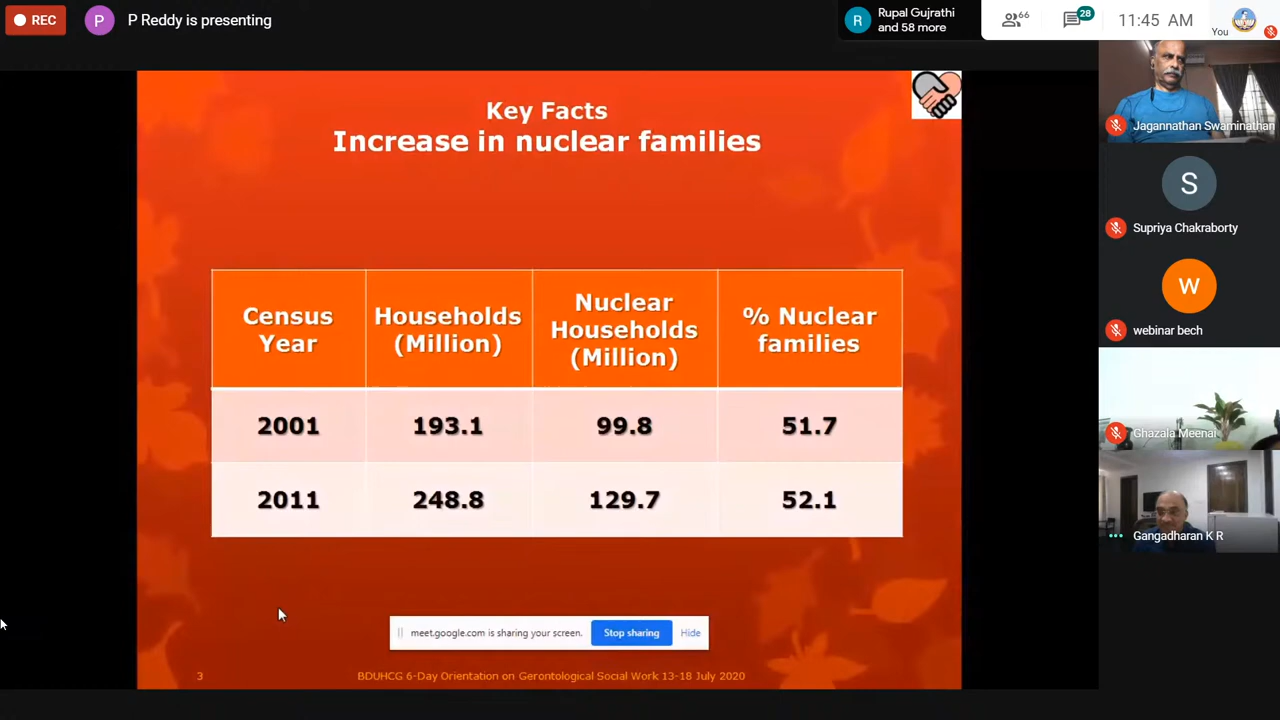 REC
P
P Reddy is presenting
R
Rupal Gujrathi
and 58 more
66
28
11:45 AM
You
Key Facts
Increase in nuclear families
Census
Year
Households
(Million)
Nuclear
Households
(Million)
% Nuclear
families
2001
193.1
99.8
51.7
2011
248.8
129.7
52.1
meet.google.com is sharing your screen.
Stop sharing
Hide
3
BDUHCG 6-Day Orientation on Gerontological Social Work 13-18 July 2020
Jagannathan Swaminathan
S
Supriya Chakraborty
W
webinar bech
Ghazala Meenai
Gangadharan K R